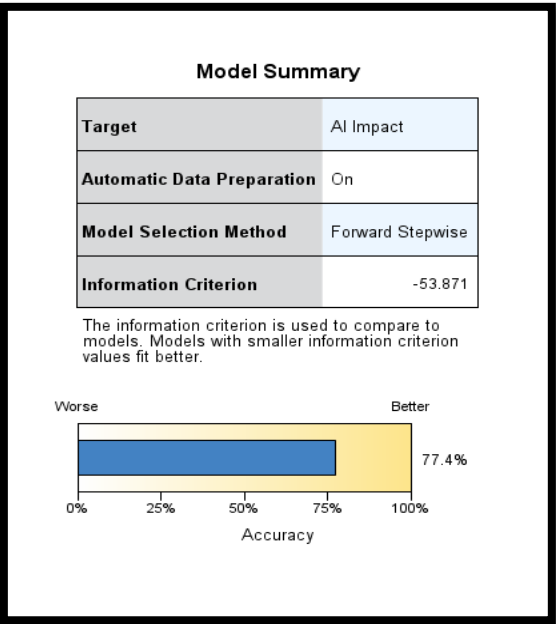 Model Summary
Target AI Impact
Automatic Data Preparation On
Model Selection Method Forward Stepwise
Information Criterion -53.871
The information criterion is used to compare to
models. Models with smaller information criterion
values fit better.
Worse Better
77.4%
0% 25% 50% 75% 100%
Accuracy